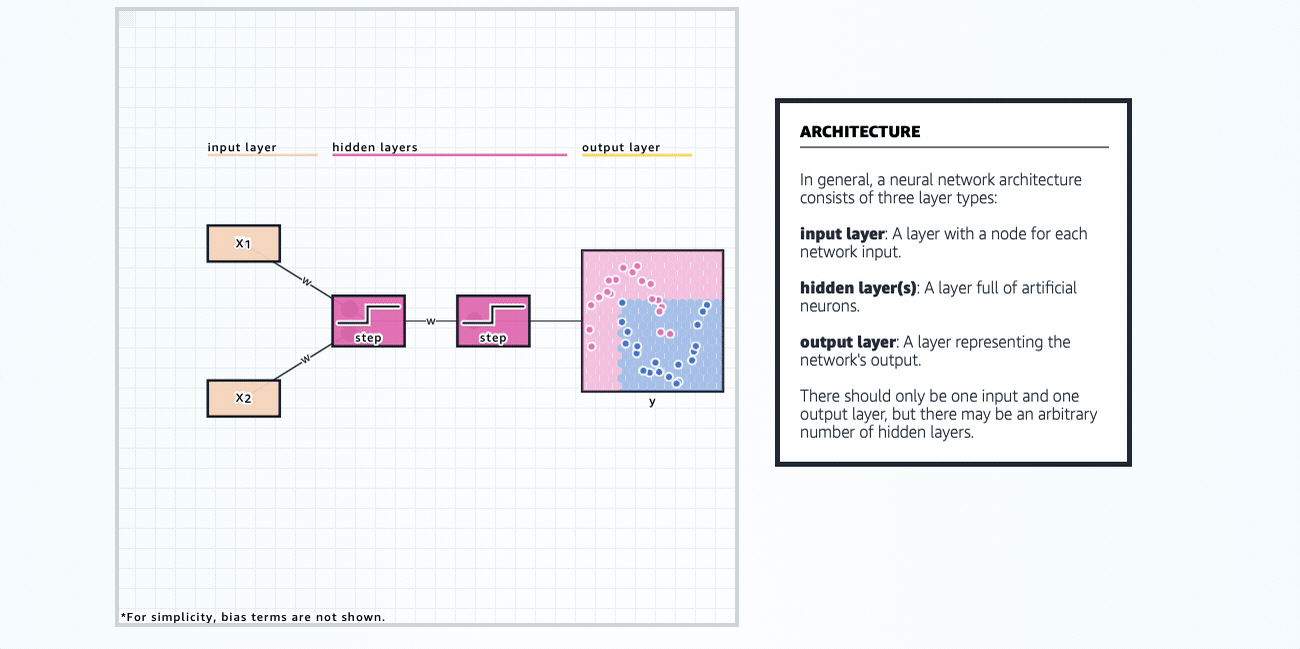 input layer
hidden layers
output layer
X1
w
step
w
step
w
X2
y
*For simplicity, bias terms are not shown.
ARCHITECTURE
In general, a neural network architecture
consists of three layer types:
input layer: A layer with a node for each
network input.
hidden layer(s): A layer full of artificial
neurons.
output layer: A layer representing the
network's output.
There should only be one input and one
output layer, but there may be an arbitrary
number of hidden layers.